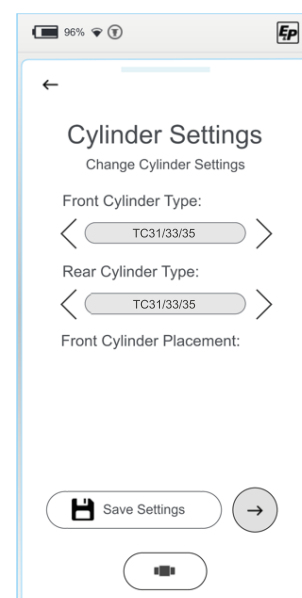 96%
EP
Cylinder Settings
Change Cylinder Settings
Front Cylinder Type:
TC31/33/35
Rear Cylinder Type:
TC31/33/35
Front Cylinder Placement:
Save Settings